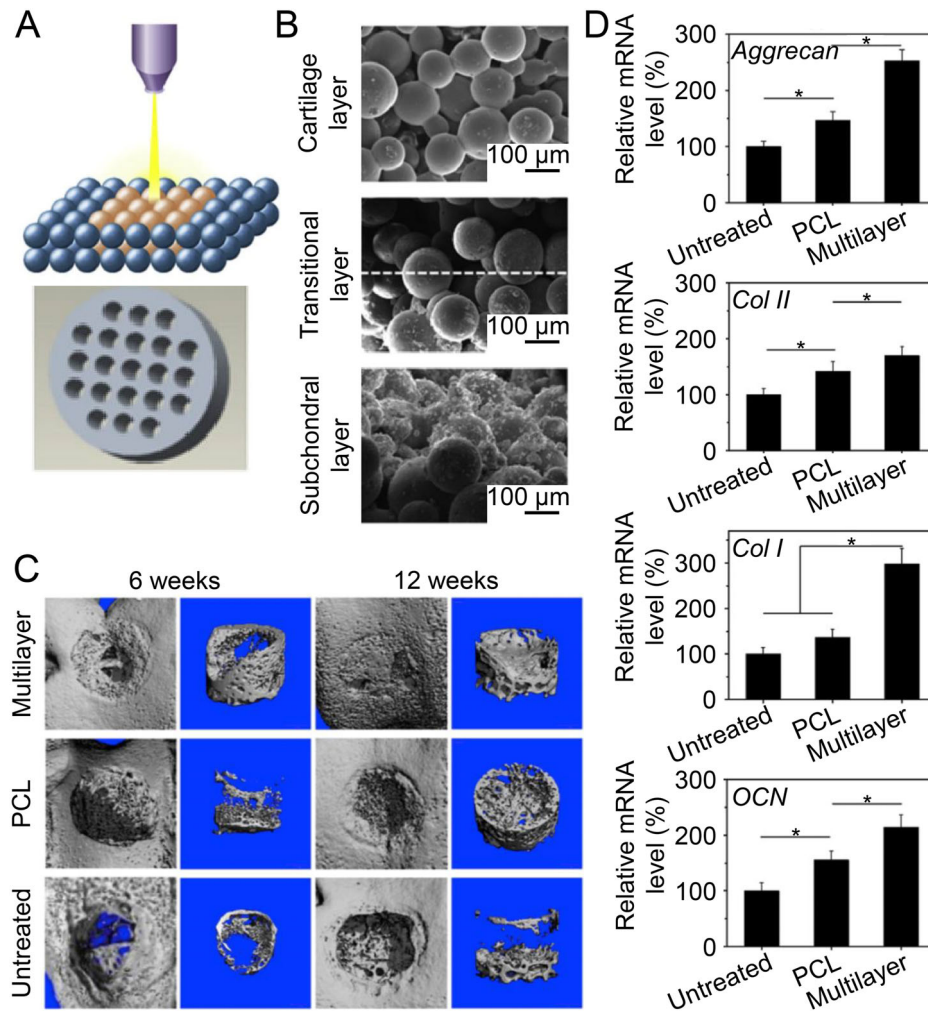 A
B
Cartilage
layer
100 µm
Transitional
layer
100 µm
Subchondral
layer
100 µm
C
6 weeks
12 weeks
Multilayer
PCL
Untreated
D
Relative mRNA
level (%)
300
200
100
0
Aggrecan
*
*
Untreated
PCL
Multilayer
Relative mRNA
level (%)
300
200
100
0
Col II
*
*
Untreated
PCL
Multilayer
Relative mRNA
level (%)
300
200
100
0
Col I
*
Untreated
PCL
Multilayer
Relative mRNA
level (%)
300
200
100
0
OCN
*
*
Untreated
PCL
Multilayer